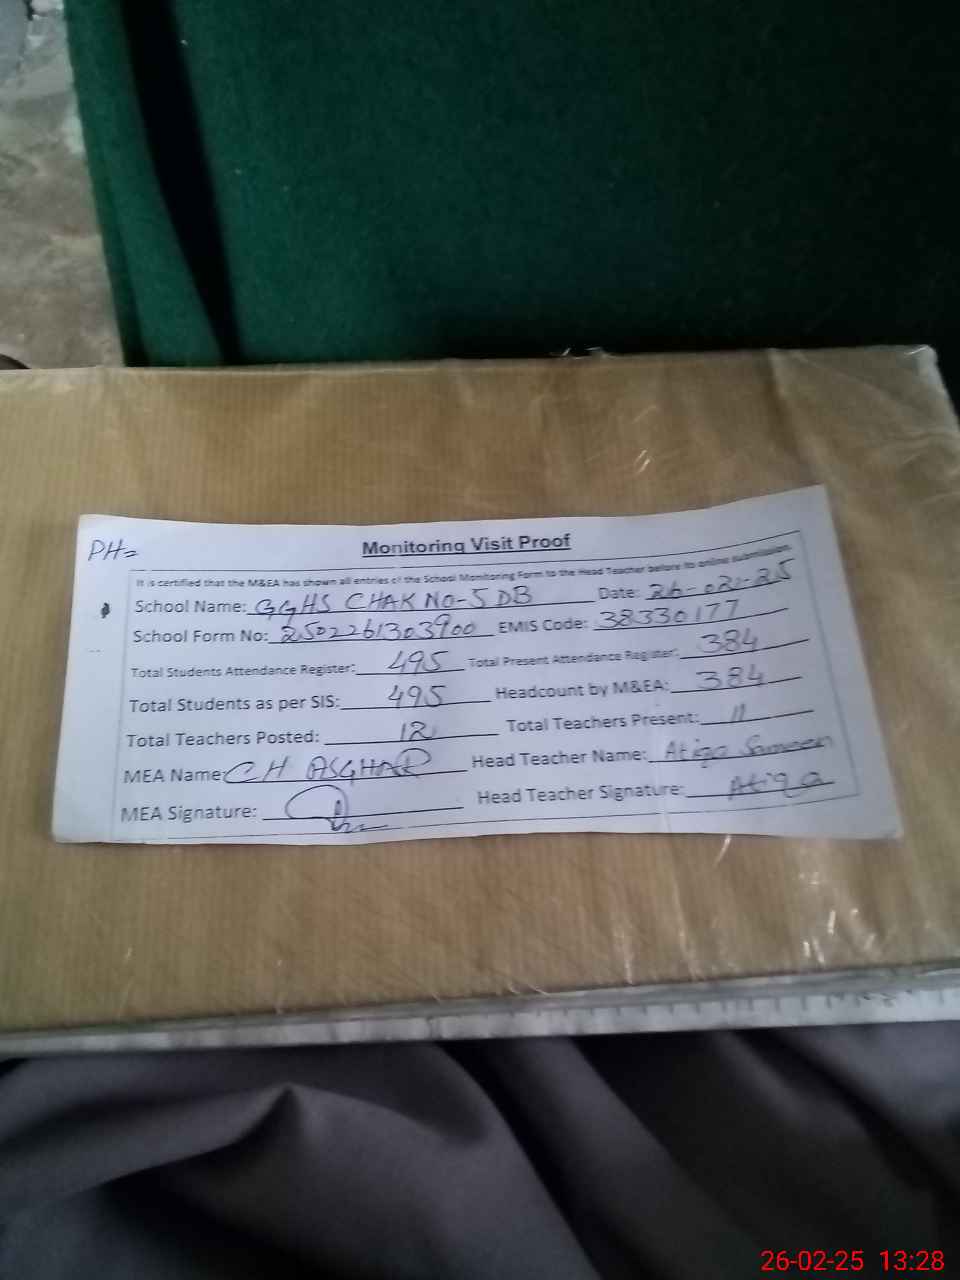 PH=
Monitoring Visit Proof
It is certified that the M&EA has shown all entries of the School Monitoring Form to the Head Teacher before its online submission.
School Name: GGHS CHAK NO-5 DB Date: 26-02-25
School Form No: 2502261303900 EMIS Code: 38330177
Total Students Attendance Register: 495 Total Present Attendance Register: 384
Total Students as per SIS: 495 Headcount by M&EA: 384
Total Teachers Posted: 12 Total Teachers Present: 11
MEA Name: CH ASGHAR Head Teacher Name: Atiqa Sameen
MEA Signature: Head Teacher Signature: Atiqa
26-02-25 13:28